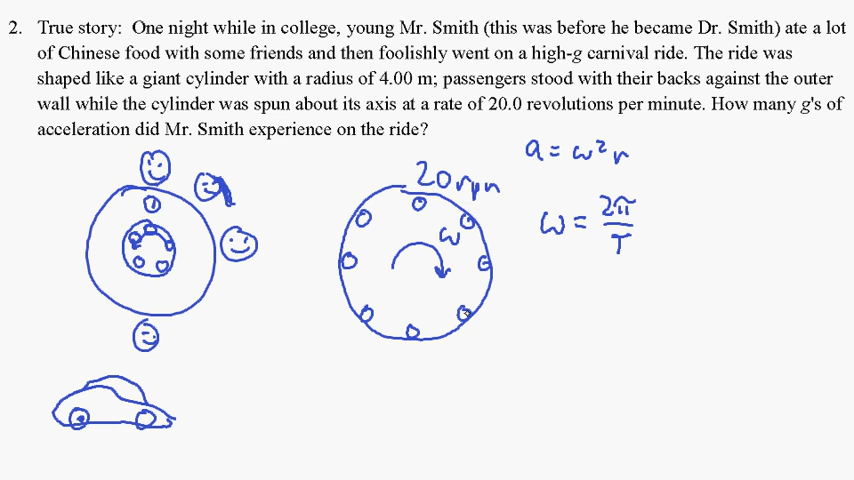 2. True story: One night while in college, young Mr. Smith (this was before he became Dr. Smith) ate a lot
of Chinese food with some friends and then foolishly went on a high-g carnival ride. The ride was
shaped like a giant cylinder with a radius of 4.00 m; passengers stood with their backs against the outer
wall while the cylinder was spun about its axis at a rate of 20.0 revolutions per minute. How many g's of
acceleration did Mr. Smith experience on the ride?
a = ω²r
20 rpm
ω = 2π/T
ω